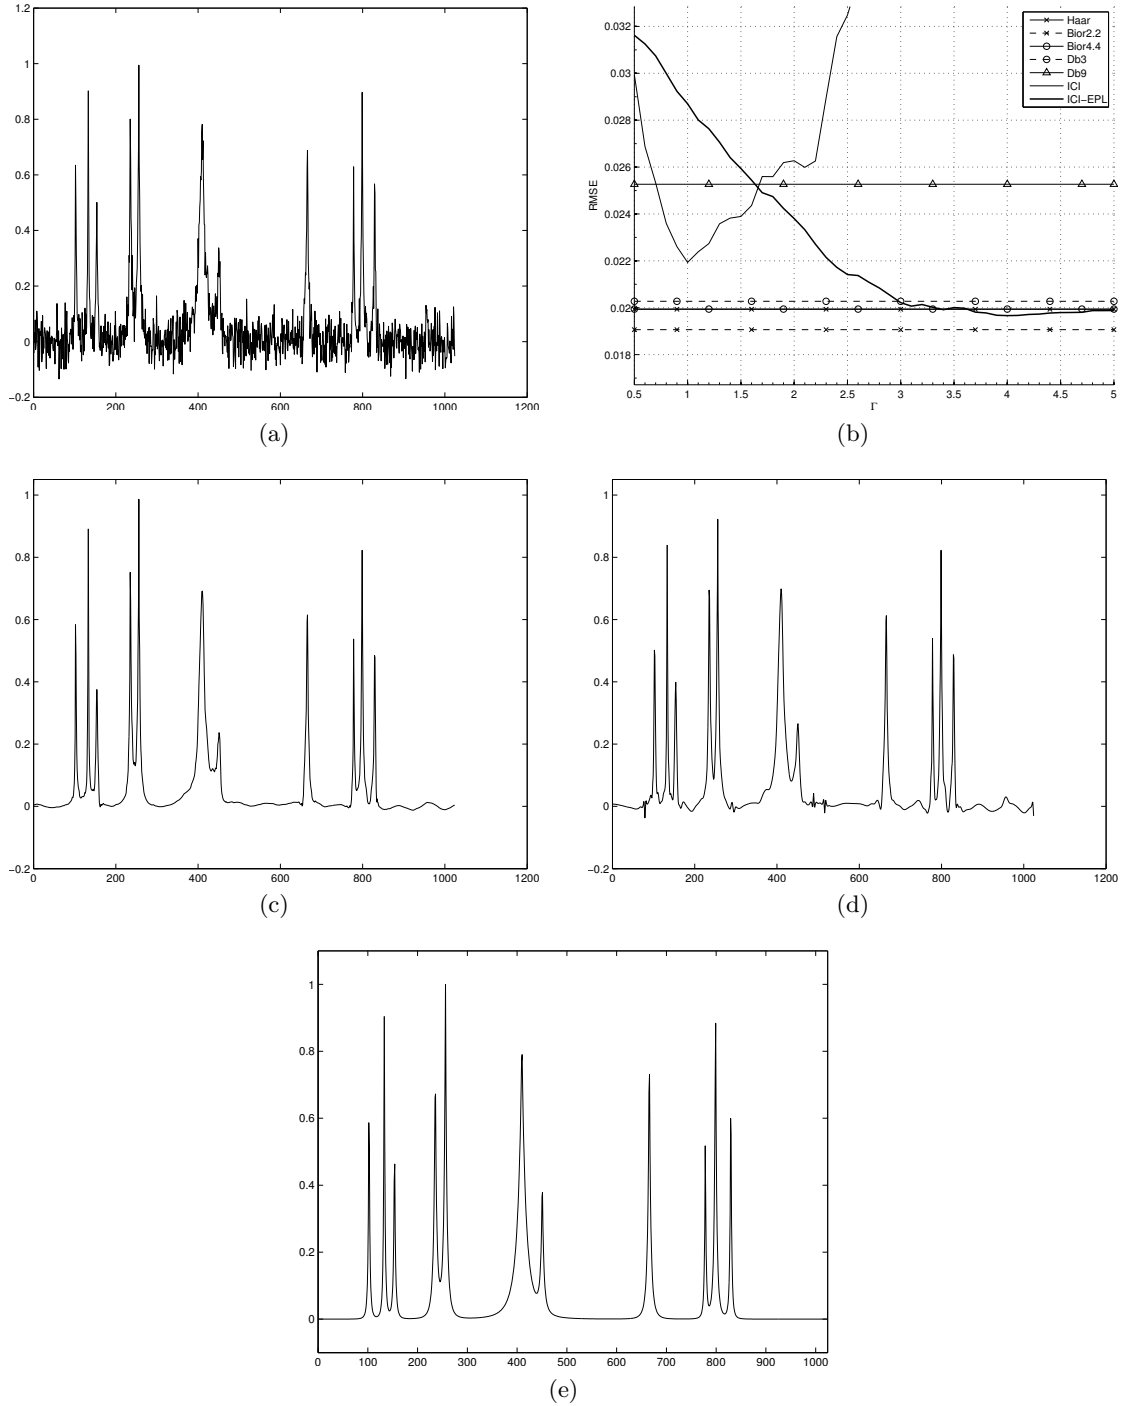 1.2
1
0.8
0.6
0.4
0.2
0
−0.2
0 200 400 600 800 1000 1200
(a)
0.032
0.03
0.028
0.026
0.024
0.022
0.020
0.018
RMSE
0.5 1 1.5 2 2.5 3 3.5 4 4.5 5
Γ
Haar
Bior2.2
Bior4.4
Db3
Db9
ICI
ICI−EPL
(b)
1
0.8
0.6
0.4
0.2
0
−0.2
0 200 400 600 800 1000 1200
(c)
1
0.8
0.6
0.4
0.2
0
−0.2
0 200 400 600 800 1000 1200
(d)
1
0.8
0.6
0.4
0.2
0
0 100 200 300 400 500 600 700 800 900 1000
(e)